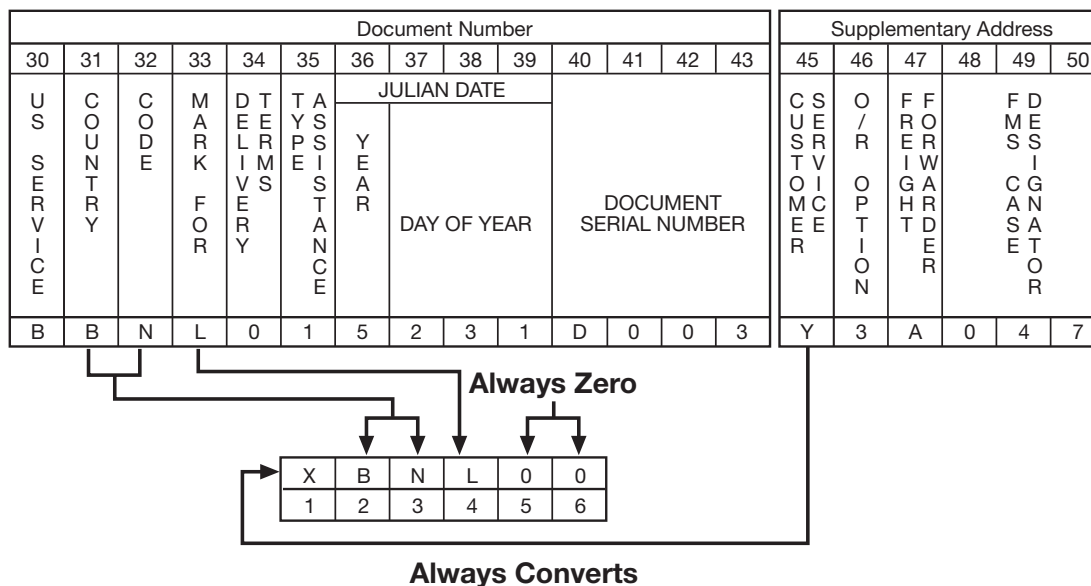 Document Number
Supplementary Address
30 31 32 33 34 35 36 37 38 39 40 41 42 43 45 46 47 48 49 50
US SERVICE
COUNTRY
CODE
MARK FOR
DELIVERY
TERMS
TYPE
ASSISTANCE
JULIAN DATE
YEAR
DAY OF YEAR
DOCUMENT
SERIAL NUMBER
CUSTOMER
SERVICE
O/R OPTION
FREIGHT
FORWARDER
FMS CASE
DESIGNATOR
B B N L 0 1 5 2 3 1 D 0 0 3 Y 3 A 0 4 7
Always Zero
X B N L 0 0
1 2 3 4 5 6
Always Converts